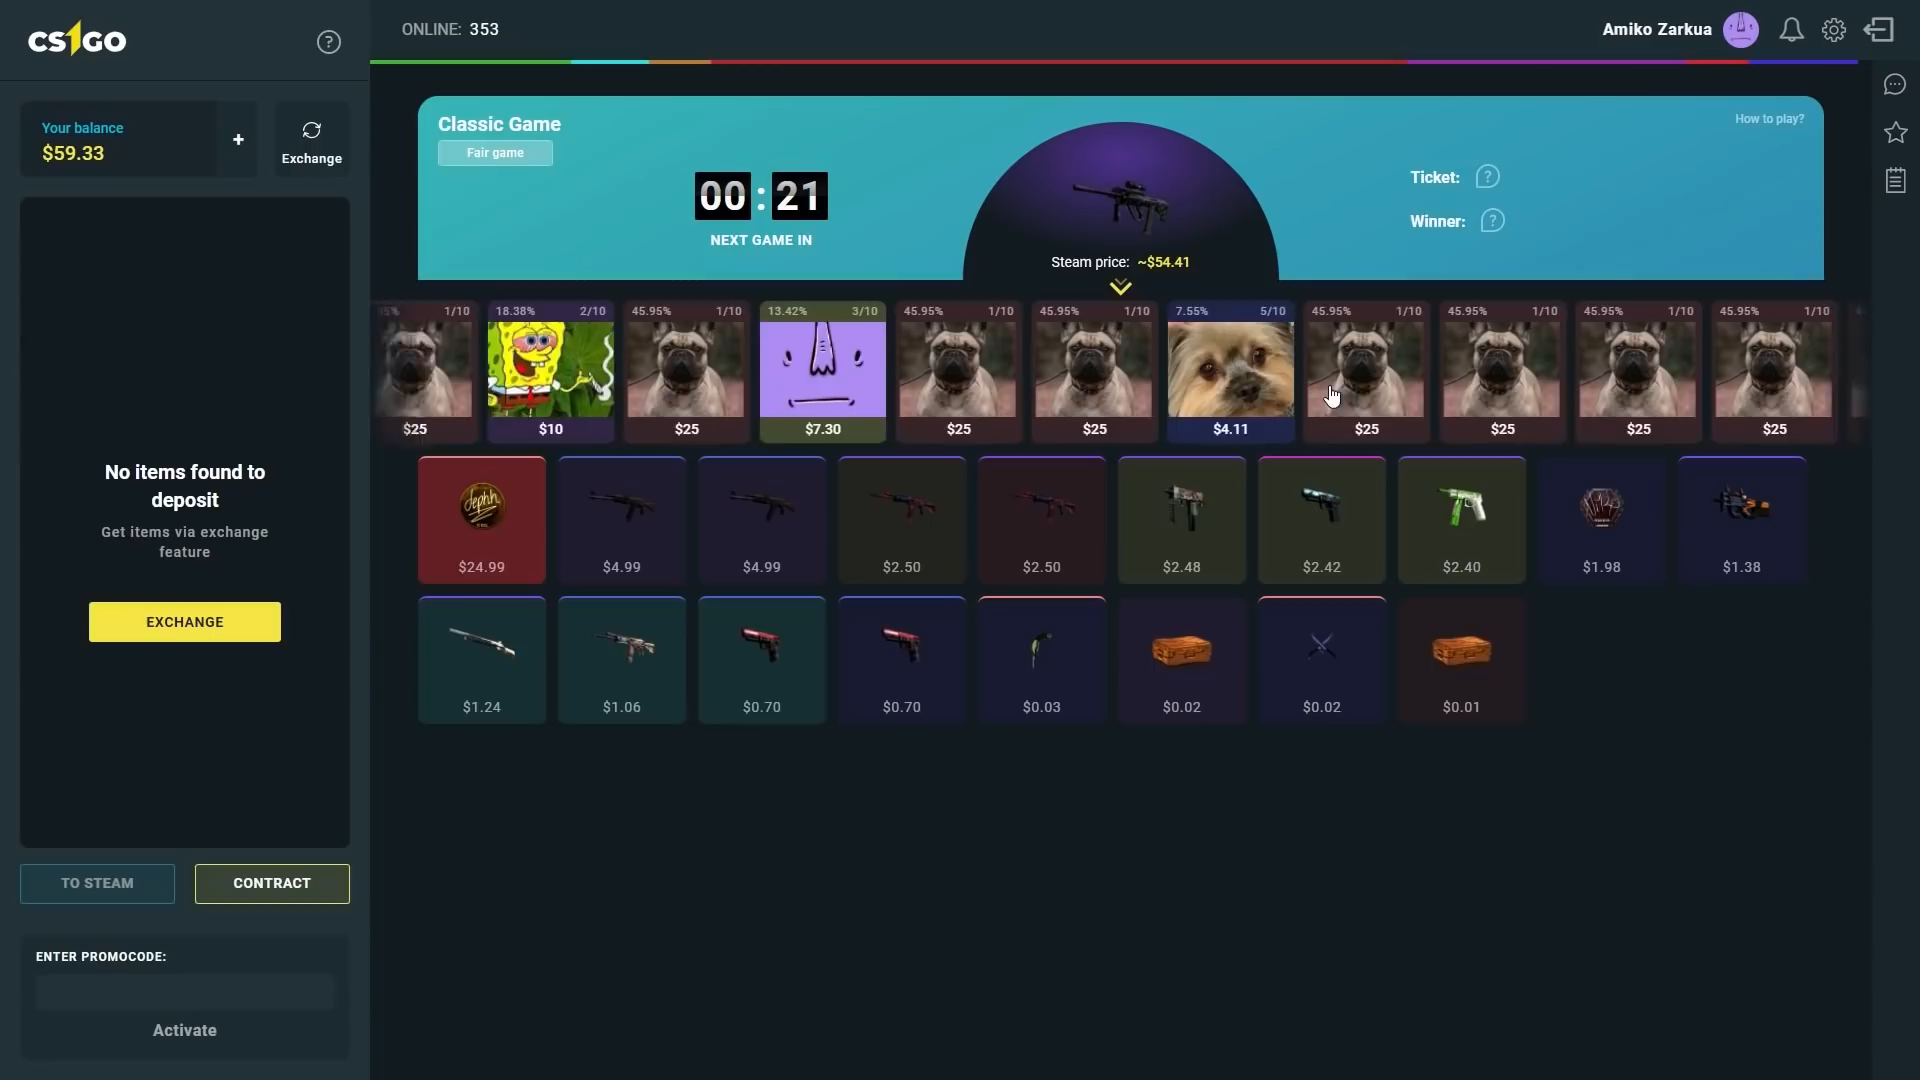 CS1GO
ONLINE: 353
Amiko Zarkua
Your balance
$59.33
+
Exchange
No items found to
deposit
Get items via exchange
feature
EXCHANGE
TO STEAM
CONTRACT
ENTER PROMOCODE:
Activate
Classic Game
Fair game
How to play?
00 : 21
NEXT GAME IN
Steam price: ~$54.41
Ticket: ?
Winner: ?
1/10
18.38% 2/10
45.95% 1/10
13.42% 3/10
45.95% 1/10
45.95% 1/10
7.55% 5/10
45.95% 1/10
45.95% 1/10
45.95% 1/10
45.95% 1/10
$25
$10
$25
$7.30
$25
$25
$4.11
$25
$25
$25
$25
dephh
$24.99
$4.99
$4.99
$2.50
$2.50
$2.48
$2.42
$2.40
$1.98
$1.38
$1.24
$1.06
$0.70
$0.70
$0.03
$0.02
$0.02
$0.01